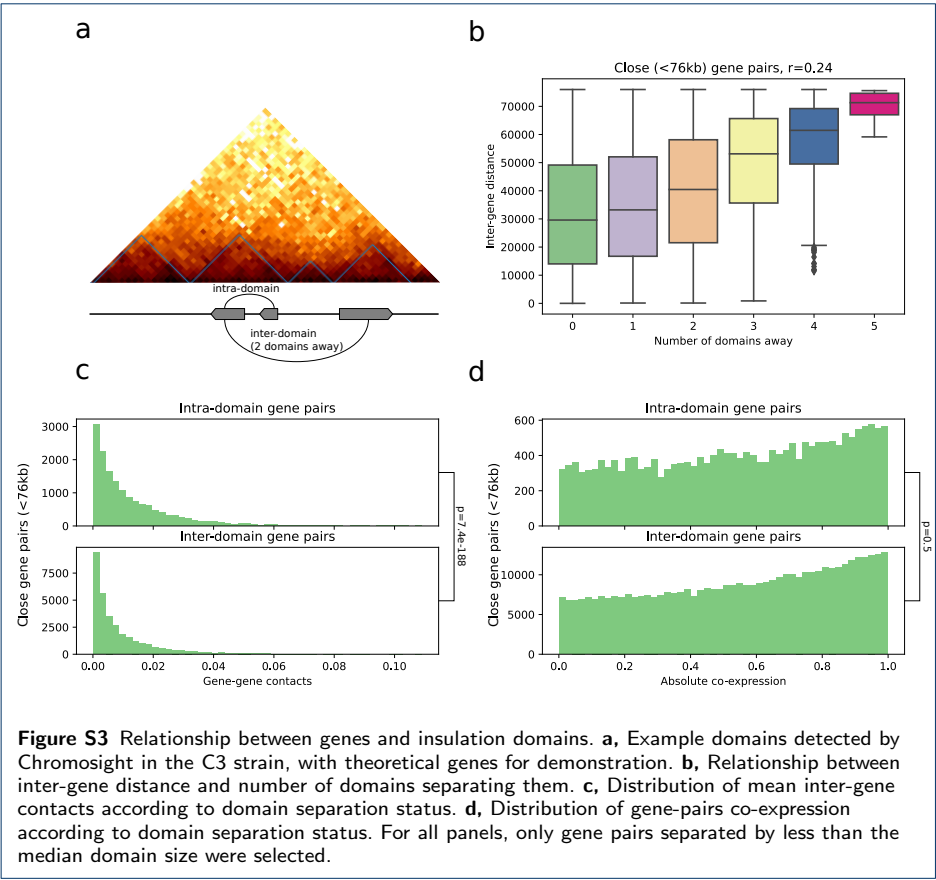 a
intra-domain
inter-domain
(2 domains away)
b
Close (<76kb) gene pairs, r=0.24
Inter-gene distance
70000
60000
50000
40000
30000
20000
10000
0
0 1 2 3 4 5
Number of domains away
c
Intra-domain gene pairs
3000
2000
1000
0
Inter-domain gene pairs
7500
5000
2500
0
Close gene pairs (<76kb)
0.00 0.02 0.04 0.06 0.08 0.10
Gene-gene contacts
p=7.4e-188
d
Intra-domain gene pairs
600
400
200
0
Inter-domain gene pairs
10000
5000
0
Close gene pairs (<76kb)
0.0 0.2 0.4 0.6 0.8 1.0
Absolute co-expression
p=0.5
Figure S3 Relationship between genes and insulation domains. a, Example domains detected by
Chromosight in the C3 strain, with theoretical genes for demonstration. b, Relationship between
inter-gene distance and number of domains separating them. c, Distribution of mean inter-gene
contacts according to domain separation status. d, Distribution of gene-pairs co-expression
according to domain separation status. For all panels, only gene pairs separated by less than the
median domain size were selected.